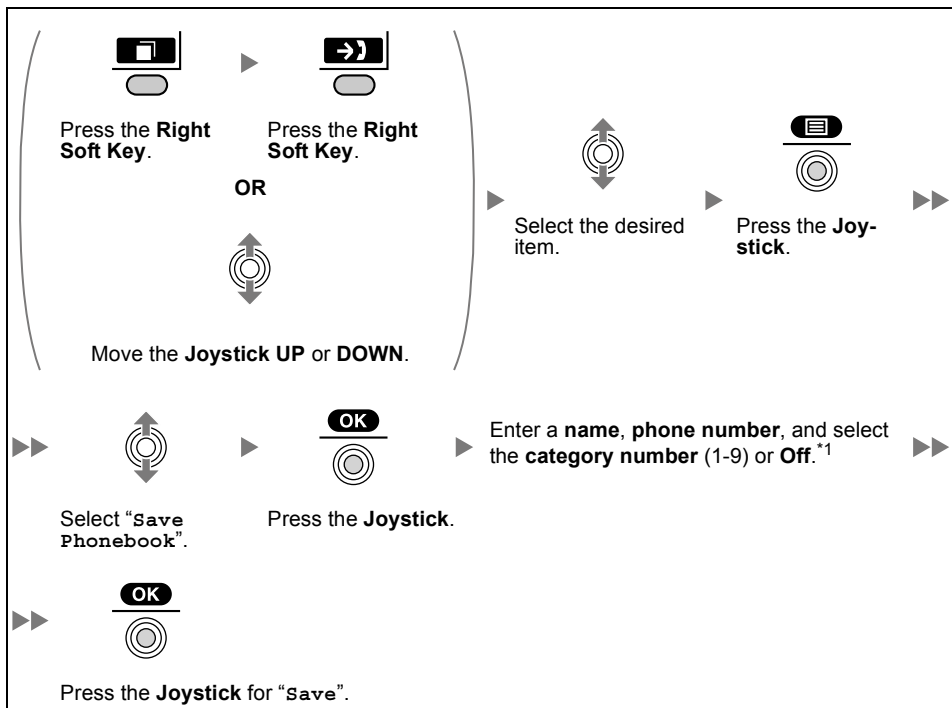 Press the Right
Soft Key.
Press the Right
Soft Key.
OR
Move the Joystick UP or DOWN.
Select the desired
item.
Press the Joy-
stick.
Select “Save
Phonebook”.
OK
Press the Joystick.
Enter a name, phone number, and select
the category number (1-9) or Off.*1
OK
Press the Joystick for “Save”.